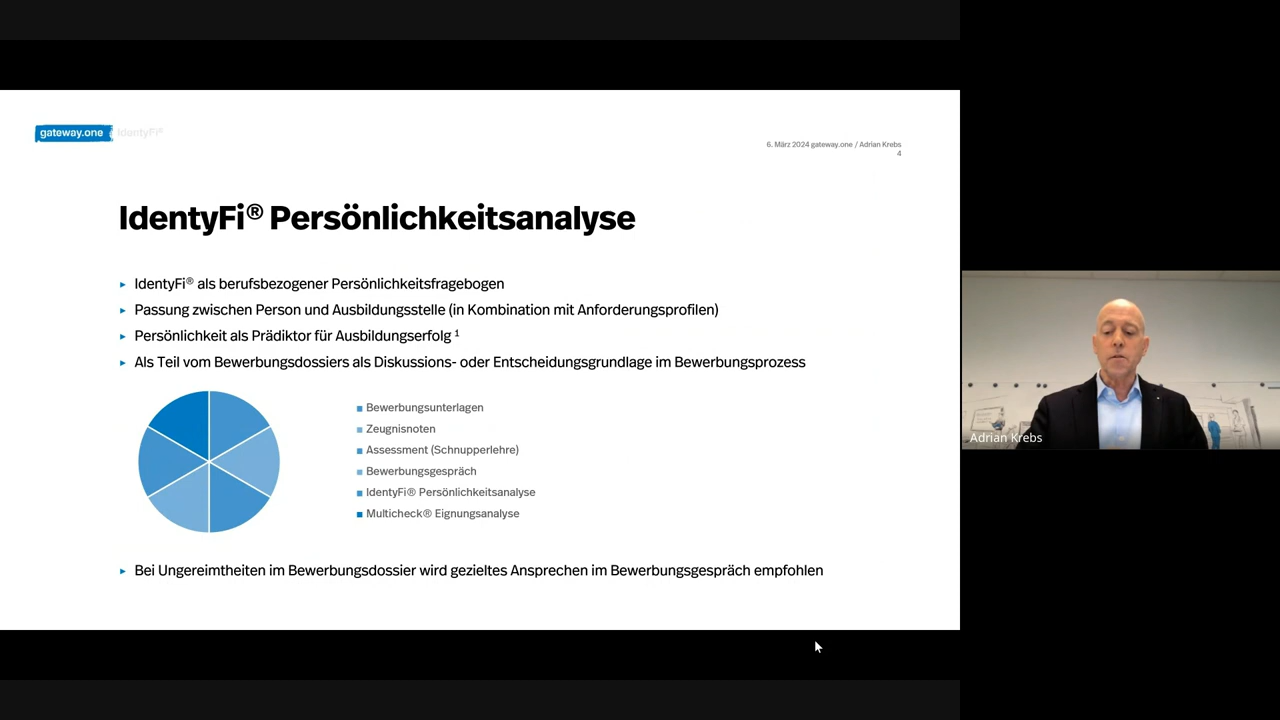 gateway.one IdentyFi®
6. März 2024 gateway.one / Adrian Krebs
4
IdentyFi® Persönlichkeitsanalyse
▸ IdentyFi® als berufsbezogener Persönlichkeitsfragebogen
▸ Passung zwischen Person und Ausbildungsstelle (in Kombination mit Anforderungsprofilen)
▸ Persönlichkeit als Prädiktor für Ausbildungserfolg ¹
▸ Als Teil vom Bewerbungsdossiers als Diskussions- oder Entscheidungsgrundlage im Bewerbungsprozess
Bewerbungsunterlagen
Zeugnisnoten
Assessment (Schnupperlehre)
Bewerbungsgespräch
IdentyFi® Persönlichkeitsanalyse
Multicheck® Eignungsanalyse
▸ Bei Ungereimtheiten im Bewerbungsdossier wird gezieltes Ansprechen im Bewerbungsgespräch empfohlen
Adrian Krebs